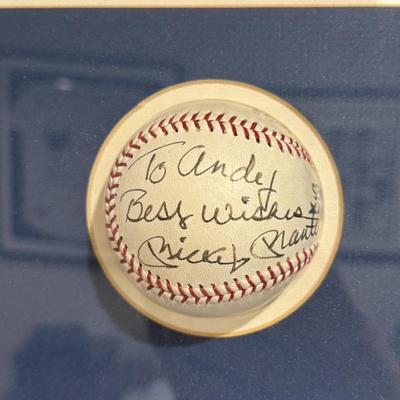 To Andy
Best Wishes
Mickey Mantle